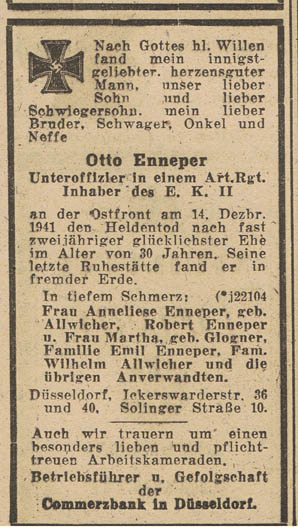 Nach Gottes hl. Willen
fand mein innigst-
geliebter, herzensguter
Mann, unser lieber
Sohn und lieber
Schwiegersohn, mein lieber
Bruder, Schwager, Onkel und
Neffe
Otto Enneper
Unteroffizier in einem Art.Rgt.
Inhaber des E. K. II
an der Ostfront am 14. Dezbr.
1941 den Heldentod nach fast
zweijähriger glücklichster Ehe
im Alter von 30 Jahren. Seine
letzte Ruhestätte fand er in
fremder Erde.
In tiefem Schmerz: (*j22104
Frau Anneliese Enneper, geb.
Allwicher, Robert Enneper
u. Frau Martha, geb. Glogner,
Familie Emil Enneper, Fam.
Wilhelm Allwicher und die
übrigen Anverwandten.
Düsseldorf, Ickerswarderstr. 36
und 40, Solinger Straße 10.
Auch wir trauern um einen
besonders lieben und pflicht-
treuen Arbeitskameraden.
Betriebsführer u. Gefolgschaft
der
Commerzbank in Düsseldorf.